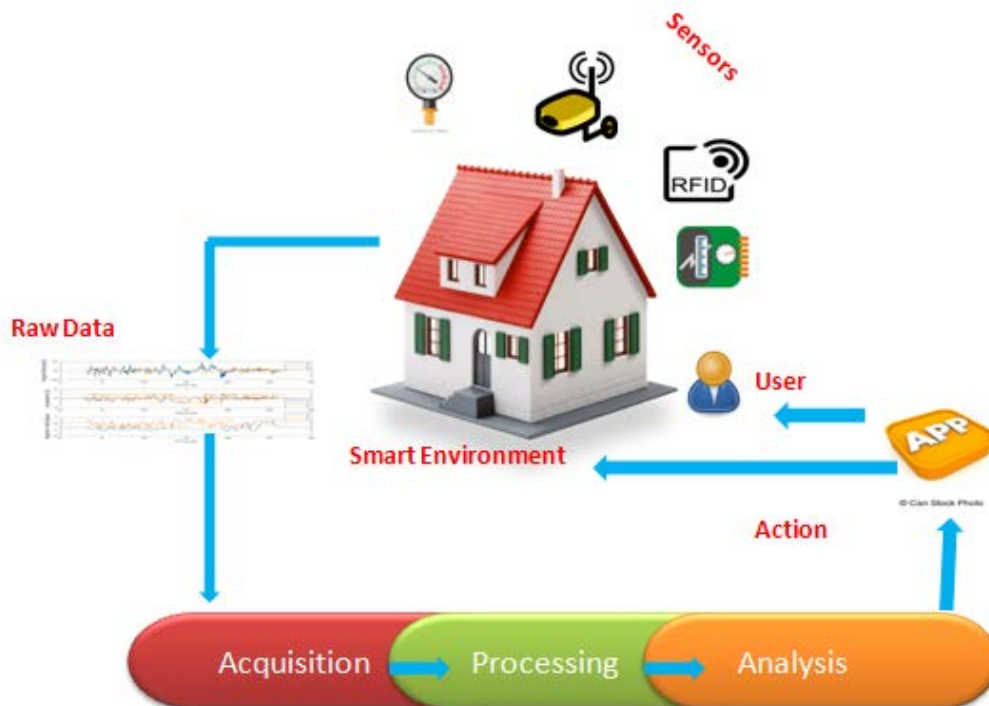 Sensors
RFID
Raw Data
User
APP
Smart Environment
© Can Stock Photo
Action
Acquisition
Processing
Analysis